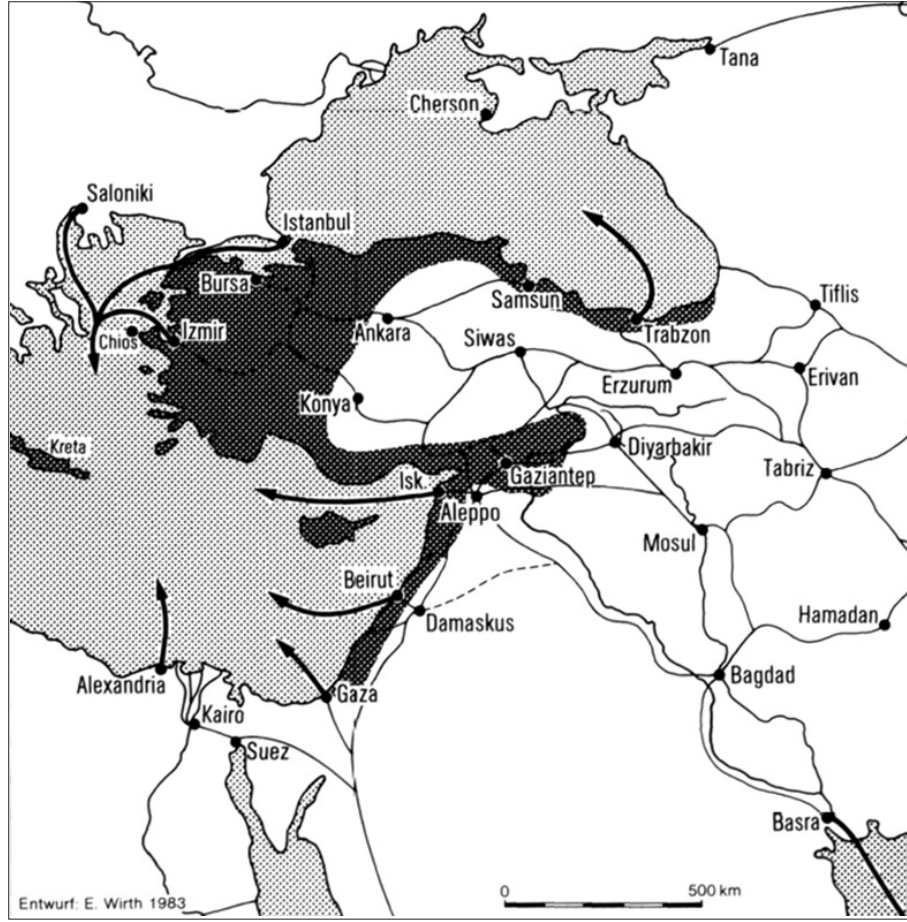 Tana
Cherson
Saloniki
Istanbul
Bursa
Samsun
Tiflis
Chios
Izmir
Ankara
Siwas
Trabzon
Erzurum
Erivan
Konya
Kreta
Diyarbakir
Isk.
Gaziantep
Tabriz
Aleppo
Mosul
Beirut
Damaskus
Hamadan
Alexandria
Gaza
Bagdad
Kairo
Suez
Basra
Entwurf: E. Wirth 1983
0 500 km